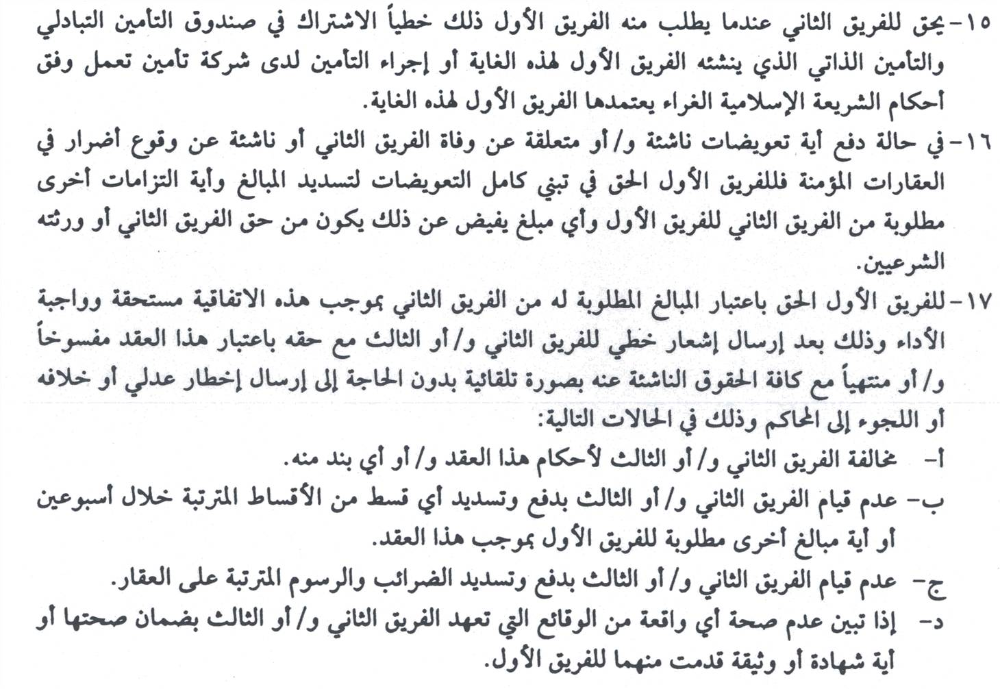 ١٥- يحق للفريق الثاني عندما يطلب منه الفريق الأول ذلك خطياً الاشتراك في صندوق التأمين التبادلي
والتأمين الذاتي الذي ينشئه الفريق الأول لهذه الغاية أو إجراء التأمين لدى شركة تأمين تعمل وفق
أحكام الشريعة الإسلامية الغراء يعتمدها الفريق الأول لهذه الغاية.
١٦- في حالة دفع أية تعويضات ناشئة و/أو متعلقة عن وفاة الفريق الثاني أو ناشئة عن وقوع أضرار في
العقارات المؤمنة فللفريق الأول الحق في تبني كامل التعويضات لتسديد المبالغ وأية التزامات أخرى
مطلوبة من الفريق الثاني للفريق الأول وأي مبلغ يفيض عن ذلك يكون من حق الفريق الثاني أو ورثته
الشرعيين.
١٧- للفريق الأول الحق باعتبار المبالغ المطلوبة له من الفريق الثاني بموجب هذه الاتفاقية مستحقة وواجبة
الأداء وذلك بعد إرسال إشعار خطي للفريق الثاني و/أو الثالث مع حقه باعتبار هذا العقد مفسوخاً
و/أو منتهياً مع كافة الحقوق الناشئة عنه بصورة تلقائية بدون الحاجة إلى إرسال إخطار عدلي أو خلافه
أو اللجوء إلى المحاكم وذلك في الحالات التالية:
أ- مخالفة الفريق الثاني و/أو الثالث لأحكام هذا العقد و/أو أي بند منه.
ب- عدم قيام الفريق الثاني و/أو الثالث بدفع وتسديد أي قسط من الأقساط المترتبة خلال أسبوعين
أو أية مبالغ أخرى مطلوبة للفريق الأول بموجب هذا العقد.
ج- عدم قيام الفريق الثاني و/أو الثالث بدفع وتسديد الضرائب والرسوم المترتبة على العقار.
د- إذا تبين عدم صحة أي واقعة من الوقائع التي تعهد الفريق الثاني و/أو الثالث بضمان صحتها أو
أية شهادة أو وثيقة قدمت منهما للفريق الأول.